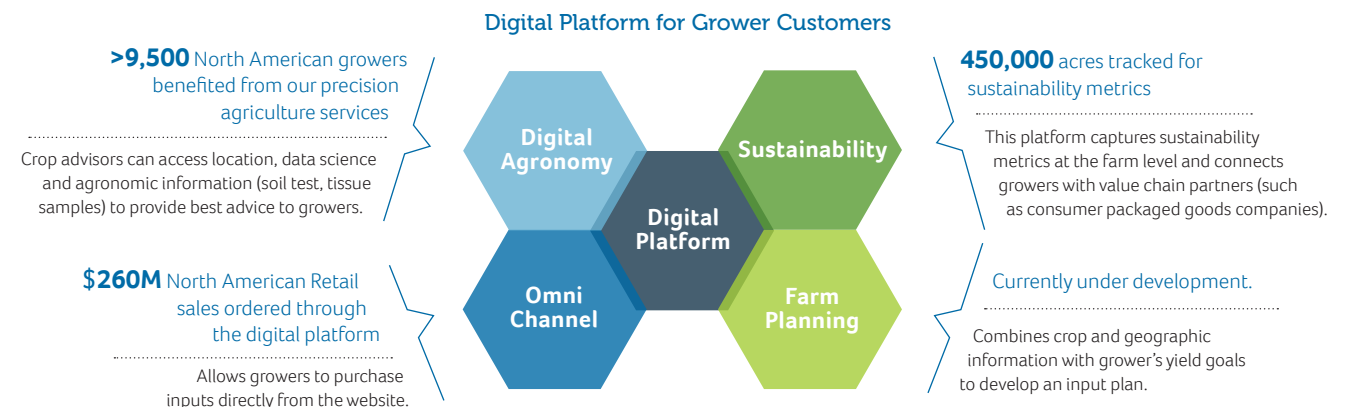 Digital Platform for Grower Customers
>9,500 North American growers
benefited from our precision
agriculture services
Crop advisors can access location, data science
and agronomic information (soil test, tissue
samples) to provide best advice to growers.
$260M North American Retail
sales ordered through
the digital platform
Allows growers to purchase
inputs directly from the website.
Digital
Agronomy
Sustainability
Digital
Platform
Omni
Channel
Farm
Planning
450,000 acres tracked for
sustainability metrics
This platform captures sustainability
metrics at the farm level and connects
growers with value chain partners (such
as consumer packaged goods companies).
Currently under development.
Combines crop and geographic
information with grower’s yield goals
to develop an input plan.